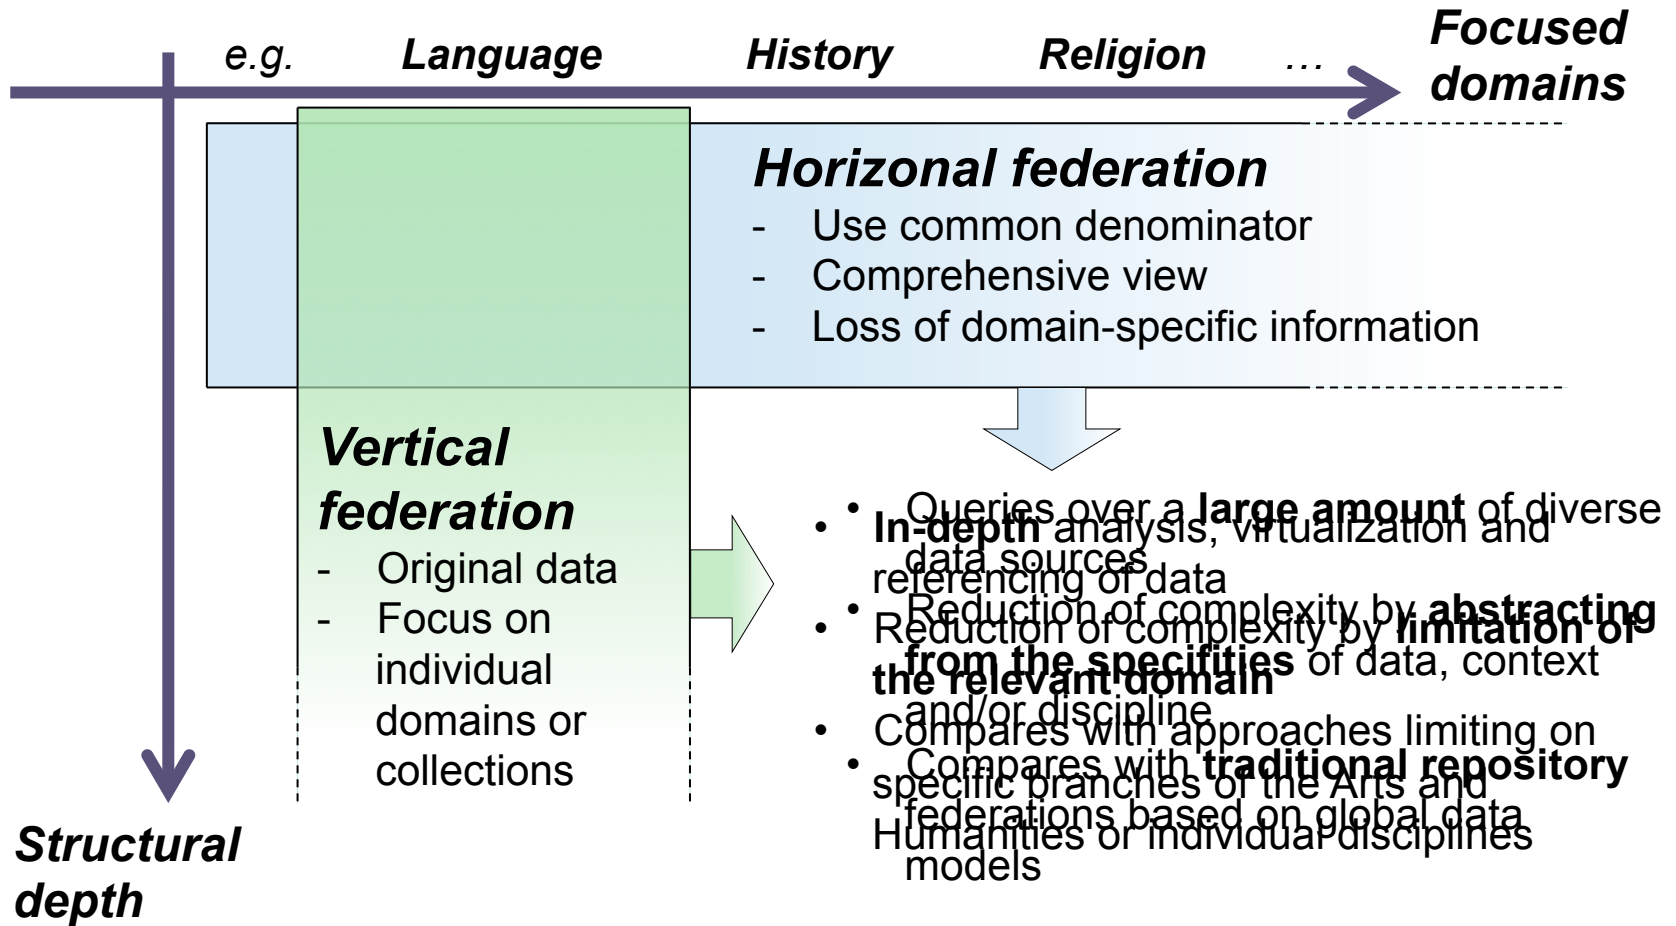 Focused
domains
e.g. Language History Religion …
Horizonal federation
- Use common denominator
- Comprehensive view
- Loss of domain-specific information
Vertical
federation
- Original data
- Focus on
individual
domains or
collections
• Queries over a large amount of diverse
data sources
• Reduction of complexity by abstracting
from the specifities of data, context
and/or discipline
• Compares with traditional repository
federations based on global data
models
• In-depth analysis, virtualization and
referencing of data
• Reduction of complexity by limitation of
the relevant domain
• Compares with approaches limiting on
specific branches of the Arts and
Humanities or individual disciplines
Structural
depth